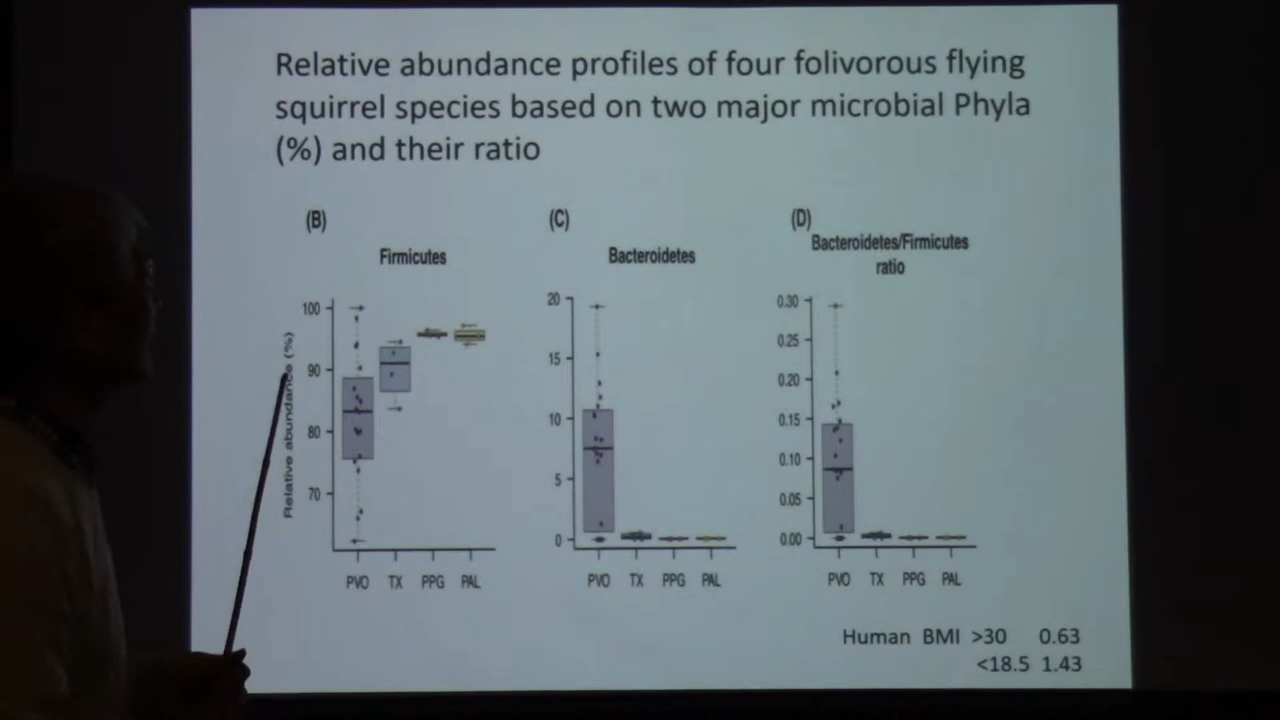 Relative abundance profiles of four folivorous flying
squirrel species based on two major microbial Phyla
(%) and their ratio
(B)
Firmicutes
Relative abundance (%)
100
90
80
70
PVO TX PPG PAL
(C)
Bacteroidetes
20
15
10
5
0
PVO TX PPG PAL
(D)
Bacteroidetes/Firmicutes
ratio
0.30
0.25
0.20
0.15
0.10
0.05
0.00
PVO TX PPG PAL
Human BMI >30 0.63
<18.5 1.43